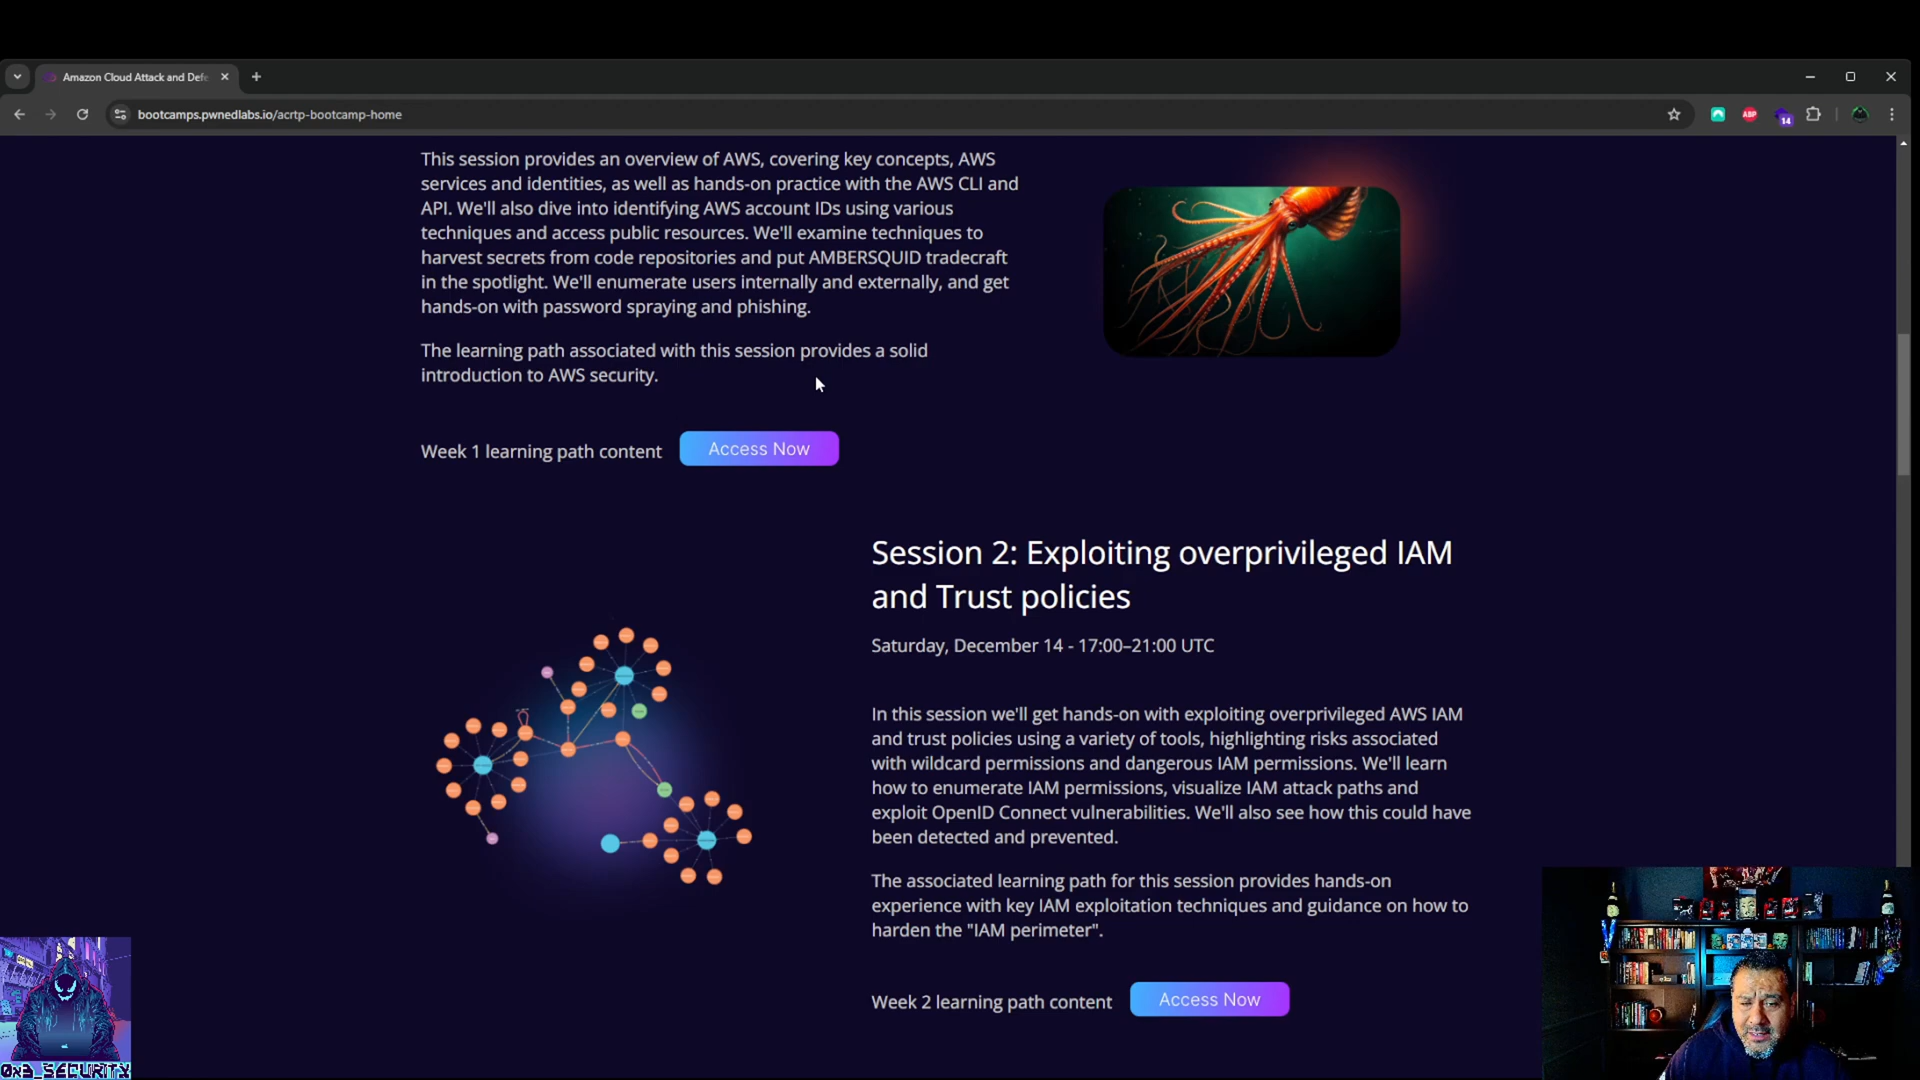 Amazon Cloud Attack and Defe
bootcamps.pwnedlabs.io/acrtp-bootcamp-home
ABP
14
This session provides an overview of AWS, covering key concepts, AWS
services and identities, as well as hands-on practice with the AWS CLI and
API. We'll also dive into identifying AWS account IDs using various
techniques and access public resources. We'll examine techniques to
harvest secrets from code repositories and put AMBERSQUID tradecraft
in the spotlight. We'll enumerate users internally and externally, and get
hands-on with password spraying and phishing.
The learning path associated with this session provides a solid
introduction to AWS security.
Week 1 learning path content
Access Now
Session 2: Exploiting overprivileged IAM
and Trust policies
Saturday, December 14 - 17:00–21:00 UTC
In this session we'll get hands-on with exploiting overprivileged AWS IAM
and trust policies using a variety of tools, highlighting risks associated
with wildcard permissions and dangerous IAM permissions. We'll learn
how to enumerate IAM permissions, visualize IAM attack paths and
exploit OpenID Connect vulnerabilities. We'll also see how this could have
been detected and prevented.
The associated learning path for this session provides hands-on
experience with key IAM exploitation techniques and guidance on how to
harden the "IAM perimeter".
Week 2 learning path content
Access Now
0x3_SECURITY